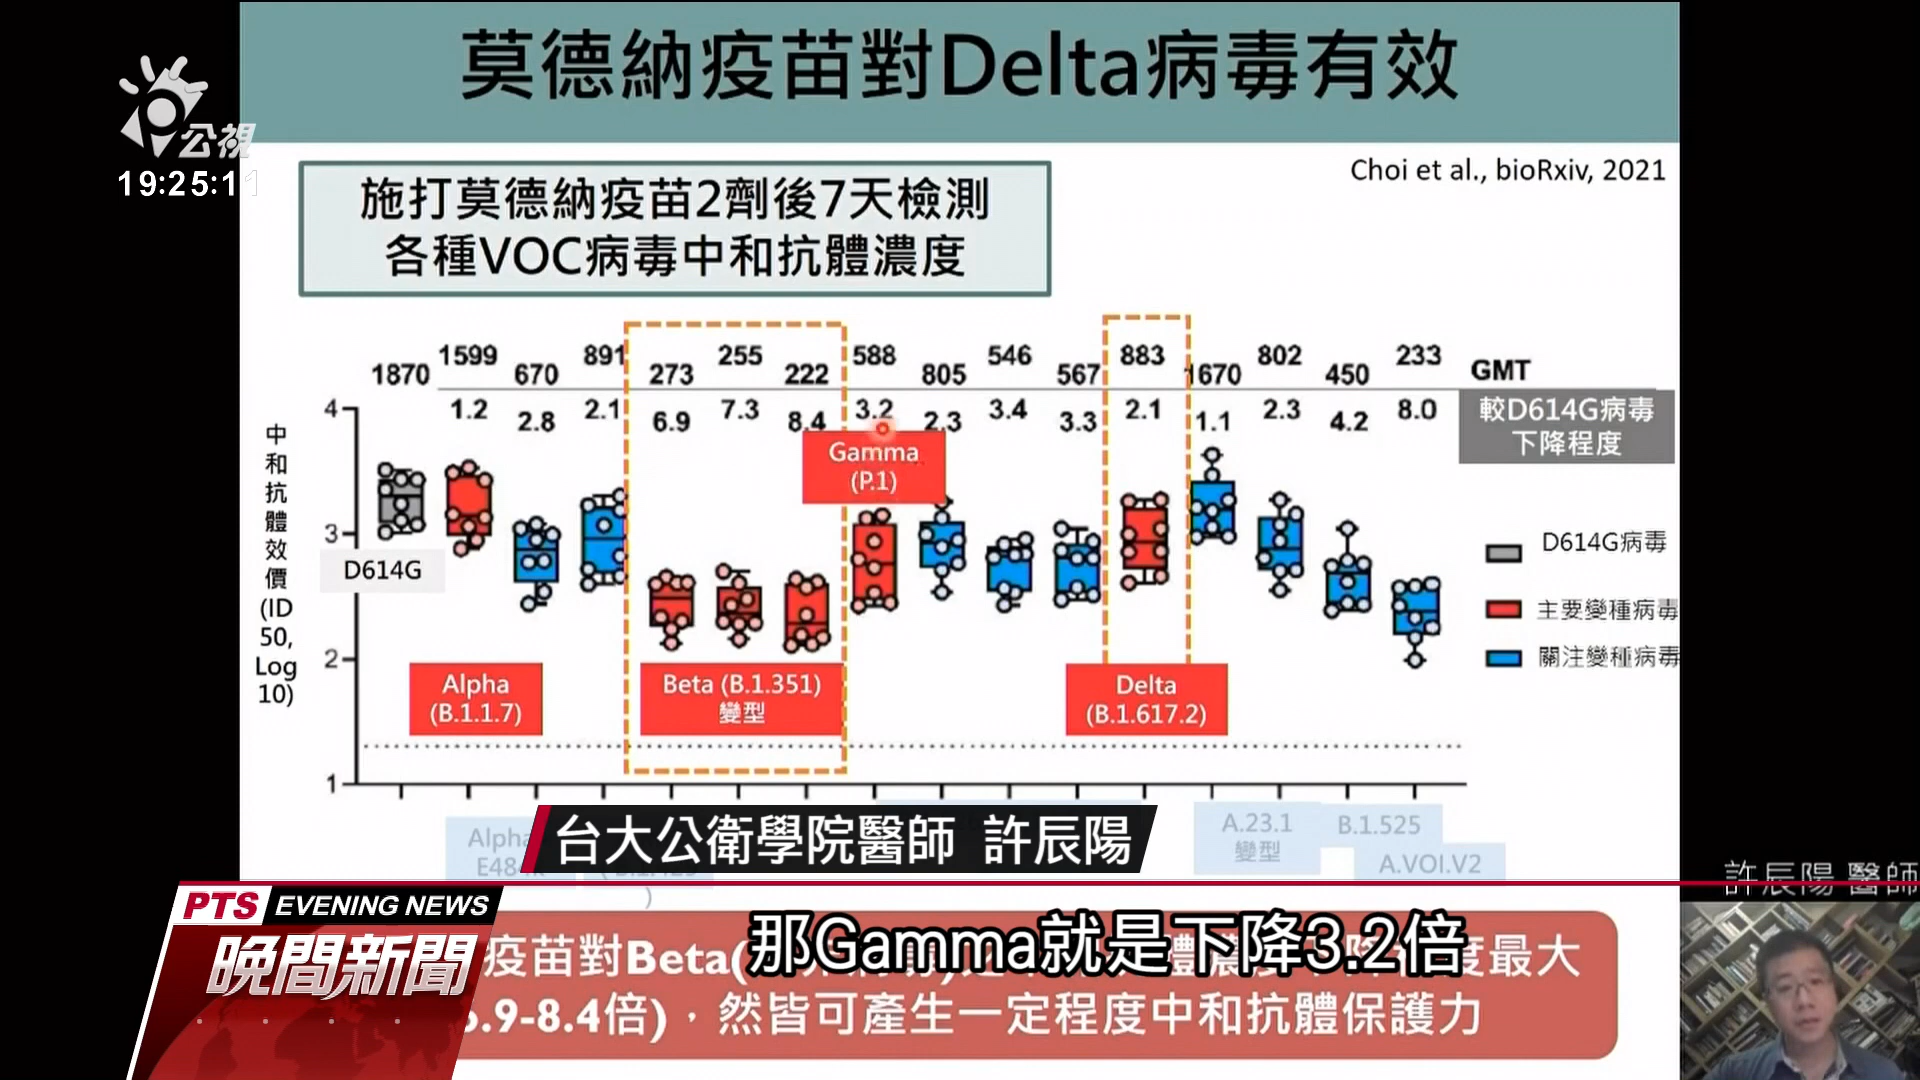 莫德納疫苗對Delta病毒有效
公視
19:25:11
施打莫德納疫苗2劑後7天檢測
各種VOC病毒中和抗體濃度
Choi et al., bioRxiv, 2021
1870 1599 670 891 273 255 222 588 805 546 567 883 1670 802 450 233 GMT
1.2 2.8 2.1 6.9 7.3 8.4 3.2 2.3 3.4 3.3 2.1 1.1 2.3 4.2 8.0
較D614G病毒
下降程度
中
和
抗
體
效
價
(ID
50,
Log
10)
4
3
2
1
Gamma
(P.1)
D614G
Alpha
(B.1.1.7)
Beta (B.1.351)
變型
Delta
(B.1.617.2)
D614G病毒
主要變種病毒
關注變種病毒
Alpha
A.23.1
變型
B.1.525
A.VOI.V2
台大公衛學院醫師 許辰陽
許辰陽 醫師
PTS EVENING NEWS
晚間新聞
那Gamma就是下降3.2倍
疫苗對Beta(
度最大
6.9-8.4倍)，然皆可產生一定程度中和抗體保護力